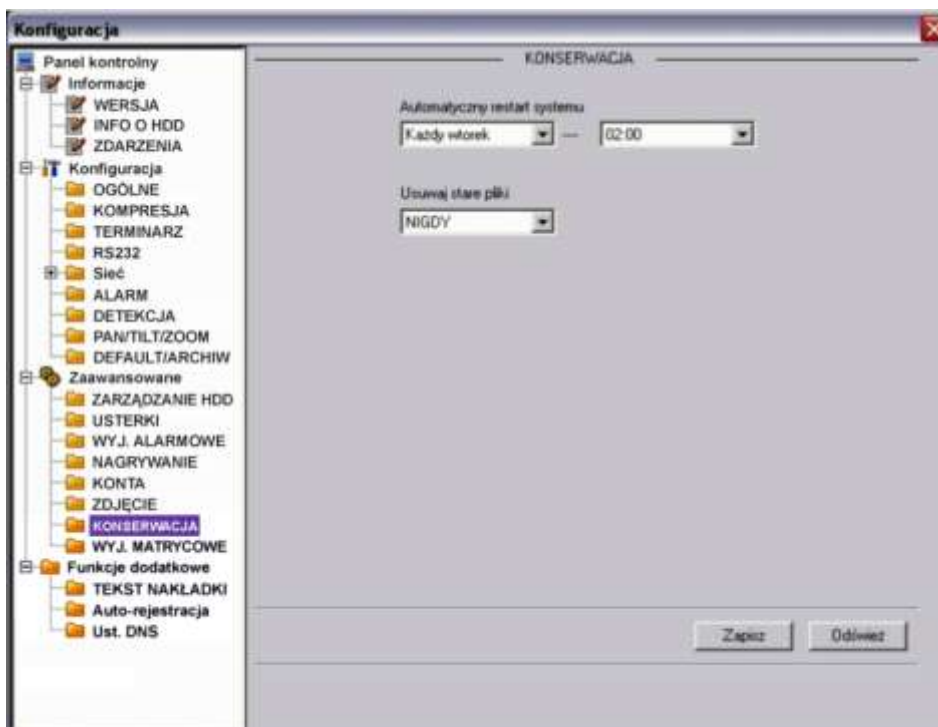 Konfiguracja
Panel kontrolny
Informacje
WERSJA
INFO O HDD
ZDARZENIA
Konfiguracja
OGÓLNE
KOMPRESJA
TERMINARZ
RS232
Sieć
ALARM
DETEKCJA
PAN/TILT/ZOOM
DEFAULT/ARCHIW
Zaawansowane
ZARZĄDZANIE HDD
USTERKI
WYJ. ALARMOWE
NAGRYWANIE
KONTA
ZDJĘCIE
KONSERWACJA
WYJ. MATRYCOWE
Funkcje dodatkowe
TEKST NAKŁADKI
Auto-rejestracja
Ust. DNS
KONSERWACJA
Automatyczny restart systemu
Każdy wtorek — 02:00
Usuwaj stare pliki
NIGDY
Zapisz Odśwież